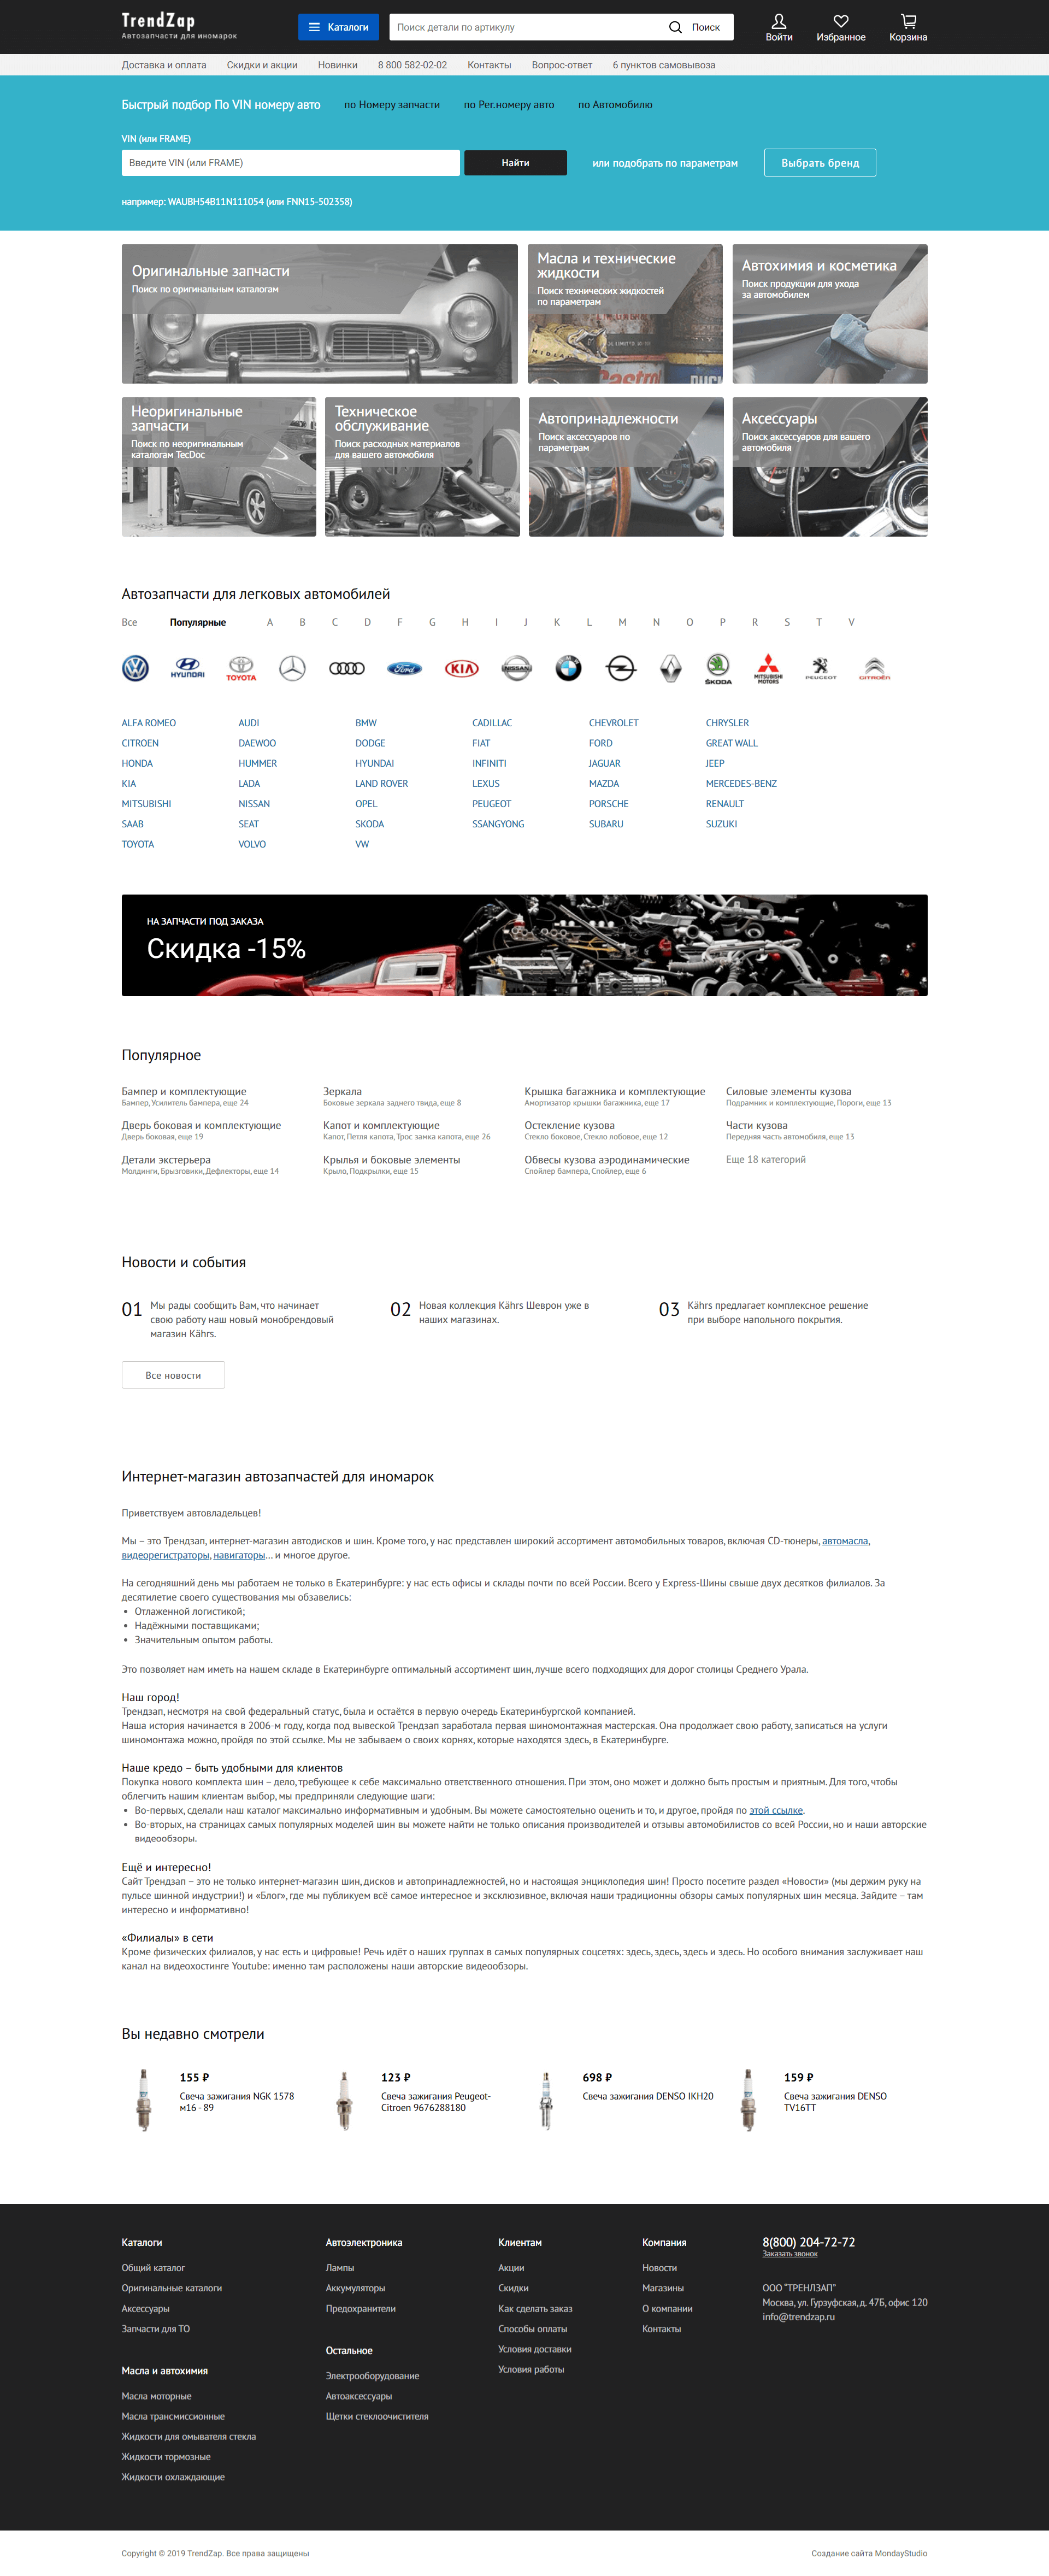 TrendZap
Автозапчасти для иномарок
Каталоги
Поиск детали по артикулу
Поиск
Войти
Избранное
Корзина
Доставка и оплата
Скидки и акции
Новинки
8 800 582-02-02
Контакты
Вопрос-ответ
6 пунктов самовывоза
Быстрый подбор По VIN номеру авто
по Номеру запчасти
по Рег.номеру авто
по Автомобилю
VIN (или FRAME)
Введите VIN (или FRAME)
Найти
или подобрать по параметрам
Выбрать бренд
например: WAUBH54B11N111054 (или FNN15-502358)
Оригинальные запчасти
Поиск по оригинальным каталогам
Масла и технические
жидкости
Поиск технических жидкостей
по параметрам
Автохимия и косметика
Поиск продукции для ухода
за автомобилем
Неоригинальные
запчасти
Поиск по неоригинальным
каталогам TecDoc
Техническое
обслуживание
Поиск расходных материалов
для вашего автомобиля
Автопринадлежности
Поиск аксессуаров по
параметрам
Аксессуары
Поиск аксессуаров для вашего
автомобиля
Автозапчасти для легковых автомобилей
Все Популярные A B C D F G H I J K L M N O P R S T V
HYUNDAI
TOYOTA
Ford
KIA
NISSAN
BMW
ŠKODA
MITSUBISHI
MOTORS
PEUGEOT
CITROËN
ALFA ROMEO AUDI BMW CADILLAC CHEVROLET CHRYSLER
CITROEN DAEWOO DODGE FIAT FORD GREAT WALL
HONDA HUMMER HYUNDAI INFINITI JAGUAR JEEP
KIA LADA LAND ROVER LEXUS MAZDA MERCEDES-BENZ
MITSUBISHI NISSAN OPEL PEUGEOT PORSCHE RENAULT
SAAB SEAT SKODA SSANGYONG SUBARU SUZUKI
TOYOTA VOLVO VW
НА ЗАПЧАСТИ ПОД ЗАКАЗА
Скидка -15%
Популярное
Бампер и комплектующие
Бампер, Усилитель бампера, еще 24
Зеркала
Боковые зеркала заднего твида, еще 8
Крышка багажника и комплектующие
Амортизатор крышки багажника, еще 17
Силовые элементы кузова
Подрамник и комплектующие, Пороги, еще 13
Дверь боковая и комплектующие
Дверь боковая, еще 19
Капот и комплектующие
Капот, Петля капота, Трос замка капота, еще 26
Остекление кузова
Стекло боковое, Стекло лобовое, еще 12
Части кузова
Передняя часть автомобиля, еще 13
Детали экстерьера
Молдинги, Брызговики, Дефлекторы, еще 14
Крылья и боковые элементы
Крыло, Подкрылки, еще 15
Обвесы кузова аэродинамические
Спойлер бампера, Спойлер, еще 6
Еще 18 категорий
Новости и события
01
Мы рады сообщить Вам, что начинает
свою работу наш новый монобрендовый
магазин Kährs.
02
Новая коллекция Kährs Шеврон уже в
наших магазинах.
03
Kährs предлагает комплексное решение
при выборе напольного покрытия.
Все новости
Интернет-магазин автозапчастей для иномарок
Приветствуем автовладельцев!
Мы – это Трендзап, интернет-магазин автодисков и шин. Кроме того, у нас представлен широкий ассортимент автомобильных товаров, включая CD-тюнеры, автомасла,
видеорегистраторы, навигаторы... и многое другое.
На сегодняшний день мы работаем не только в Екатеринбурге: у нас есть офисы и склады почти по всей России. Всего у Express-Шины свыше двух десятков филиалов. За
десятилетие своего существования мы обзавелись:
• Отлаженной логистикой;
• Надёжными поставщиками;
• Значительным опытом работы.
Это позволяет нам иметь на нашем складе в Екатеринбурге оптимальный ассортимент шин, лучше всего подходящих для дорог столицы Среднего Урала.
Наш город!
Трендзап, несмотря на свой федеральный статус, была и остаётся в первую очередь Екатеринбургской компанией.
Наша история начинается в 2006-м году, когда под вывеской Трендзап заработала первая шиномонтажная мастерская. Она продолжает свою работу, записаться на услуги
шиномонтажа можно, пройдя по этой ссылке. Мы не забываем о своих корнях, которые находятся здесь, в Екатеринбурге.
Наше кредо – быть удобными для клиентов
Покупка нового комплекта шин – дело, требующее к себе максимально ответственного отношения. При этом, оно может и должно быть простым и приятным. Для того, чтобы
облегчить нашим клиентам выбор, мы предприняли следующие шаги:
• Во-первых, сделали наш каталог максимально информативным и удобным. Вы можете самостоятельно оценить и то, и другое, пройдя по этой ссылке.
• Во-вторых, на страницах самых популярных моделей шин вы можете найти не только описания производителей и отзывы автомобилистов со всей России, но и наши авторские
видеообзоры.
Ещё и интересно!
Сайт Трендзап – это не только интернет-магазин шин, дисков и автопринадлежностей, но и настоящая энциклопедия шин! Просто посетите раздел «Новости» (мы держим руку на
пульсе шинной индустрии!) и «Блог», где мы публикуем всё самое интересное и эксклюзивное, включая наши традиционны обзоры самых популярных шин месяца. Зайдите – там
интересно и информативно!
«Филиалы» в сети
Кроме физических филиалов, у нас есть и цифровые! Речь идёт о наших группах в самых популярных соцсетях: здесь, здесь, здесь и здесь. Но особого внимания заслуживает наш
канал на видеохостинге Youtube: именно там расположены наши авторские видеообзоры.
Вы недавно смотрели
155 ₽
Свеча зажигания NGK 1578
м16 - 89
123 ₽
Свеча зажигания Peugeot-
Citroen 9676288180
698 ₽
Свеча зажигания DENSO IKH20
159 ₽
Свеча зажигания DENSO
TV16TT
Каталоги
Общий каталог
Оригинальные каталоги
Аксессуары
Запчасти для ТО
Масла и автохимия
Масла моторные
Масла трансмиссионные
Жидкости для омывателя стекла
Жидкости тормозные
Жидкости охлаждающие
Автоэлектроника
Лампы
Аккумуляторы
Предохранители
Остальное
Электрооборудование
Автоаксессуары
Щетки стеклоочистителя
Клиентам
Акции
Скидки
Как сделать заказ
Способы оплаты
Условия доставки
Условия работы
Компания
Новости
Магазины
О компании
Контакты
8(800) 204-72-72
Заказать звонок
ООО "ТРЕНЛЗАП"
Москва, ул. Гурзуфская, д. 47Б, офис 120
info@trendzap.ru
Copyright © 2019 TrendZap. Все права защищены
Создание сайта MondayStudio